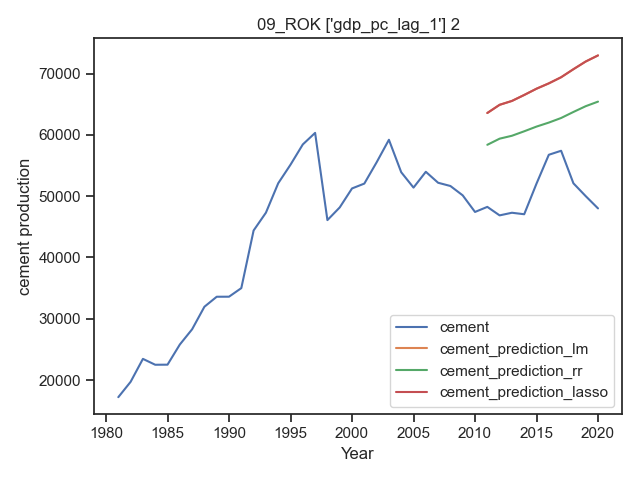 09_ROK ['gdp_pc_lag_1'] 2
cement production
70000
60000
50000
40000
30000
20000
1980 1985 1990 1995 2000 2005 2010 2015 2020
Year
cement
cement_prediction_lm
cement_prediction_rr
cement_prediction_lasso